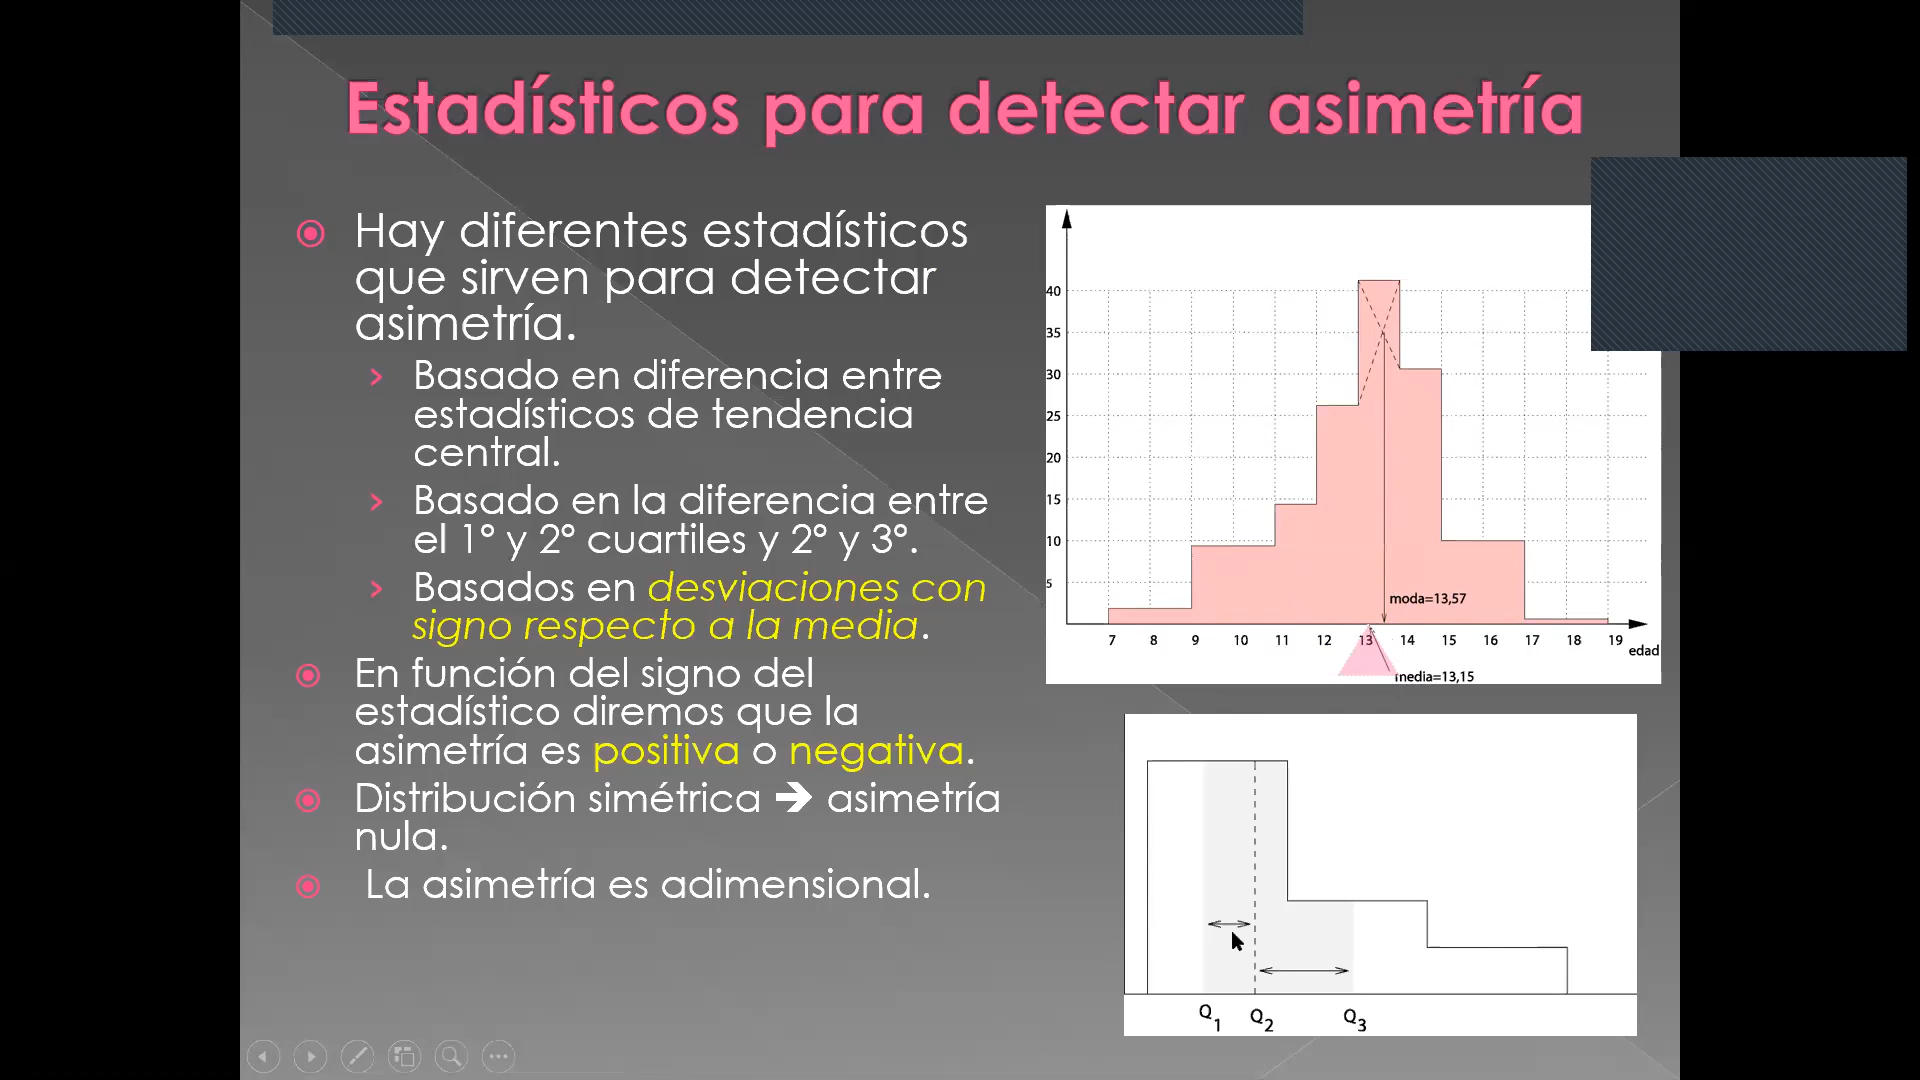 Estadísticos para detectar asimetría
Hay diferentes estadísticos
que sirven para detectar
asimetría.
Basado en diferencia entre
estadísticos de tendencia
central.
Basado en la diferencia entre
el 1º y 2º cuartiles y 2º y 3º.
Basados en desviaciones con
signo respecto a la media.
En función del signo del
estadístico diremos que la
asimetría es positiva o negativa.
Distribución simétrica ➔ asimetría
nula.
La asimetría es adimensional.
40
35
30
25
20
15
10
5
moda=13,57
7 8 9 10 11 12 13 14 15 16 17 18 19
edad
media=13,15
Q1 Q2 Q3